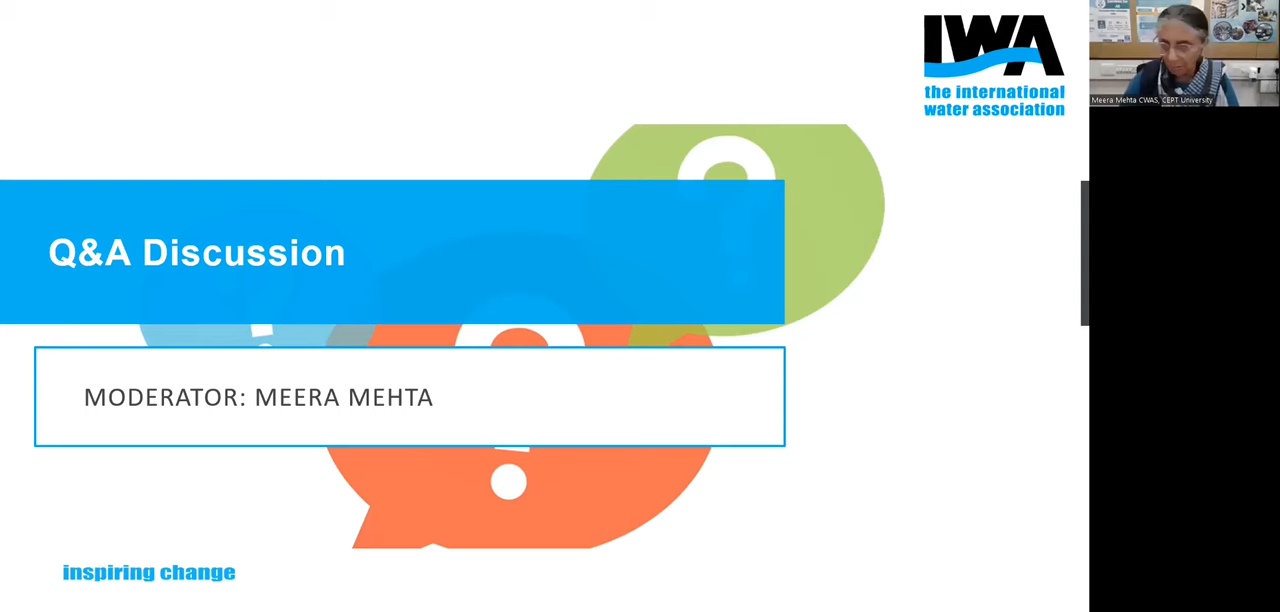 IWA
the international
water association
Meera Mehta CWAS, CEPT University
Q&A Discussion
MODERATOR: MEERA MEHTA
inspiring change